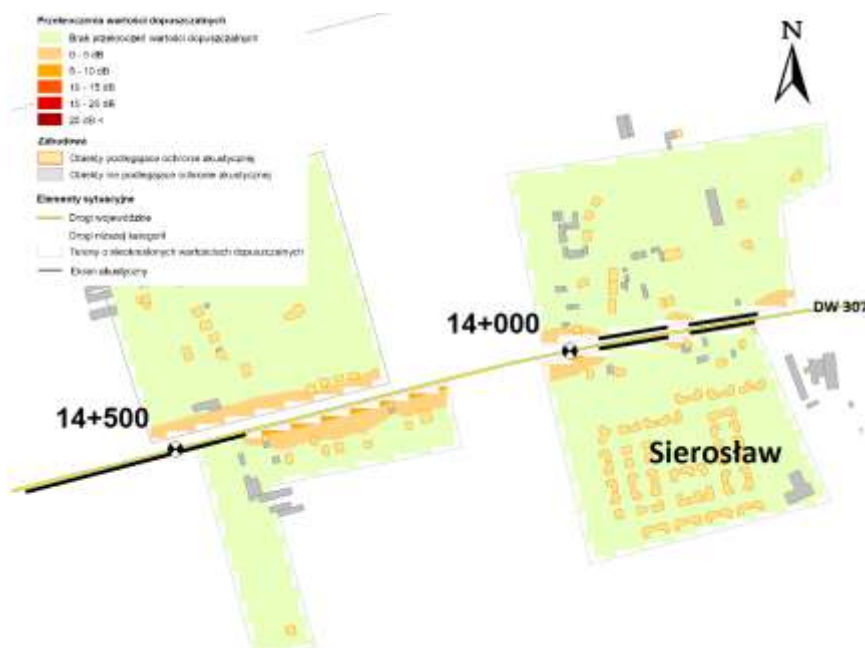 Przekroczenia wartości dopuszczalnych
Brak przekroczeń wartości dopuszczalnych
0 - 5 dB
5 - 10 dB
10 - 15 dB
15 - 20 dB
20 dB <
Zabudowa
Obiekty podlegające ochronie akustycznej
Obiekty nie podlegające ochronie akustycznej
Elementy sytuacyjne
Drogi wojewódzkie
Drogi niższej kategorii
Tereny o nieokreślonych wartościach dopuszczalnych
Ekran akustyczny
N
14+000
DW 307
14+500
Sierosław